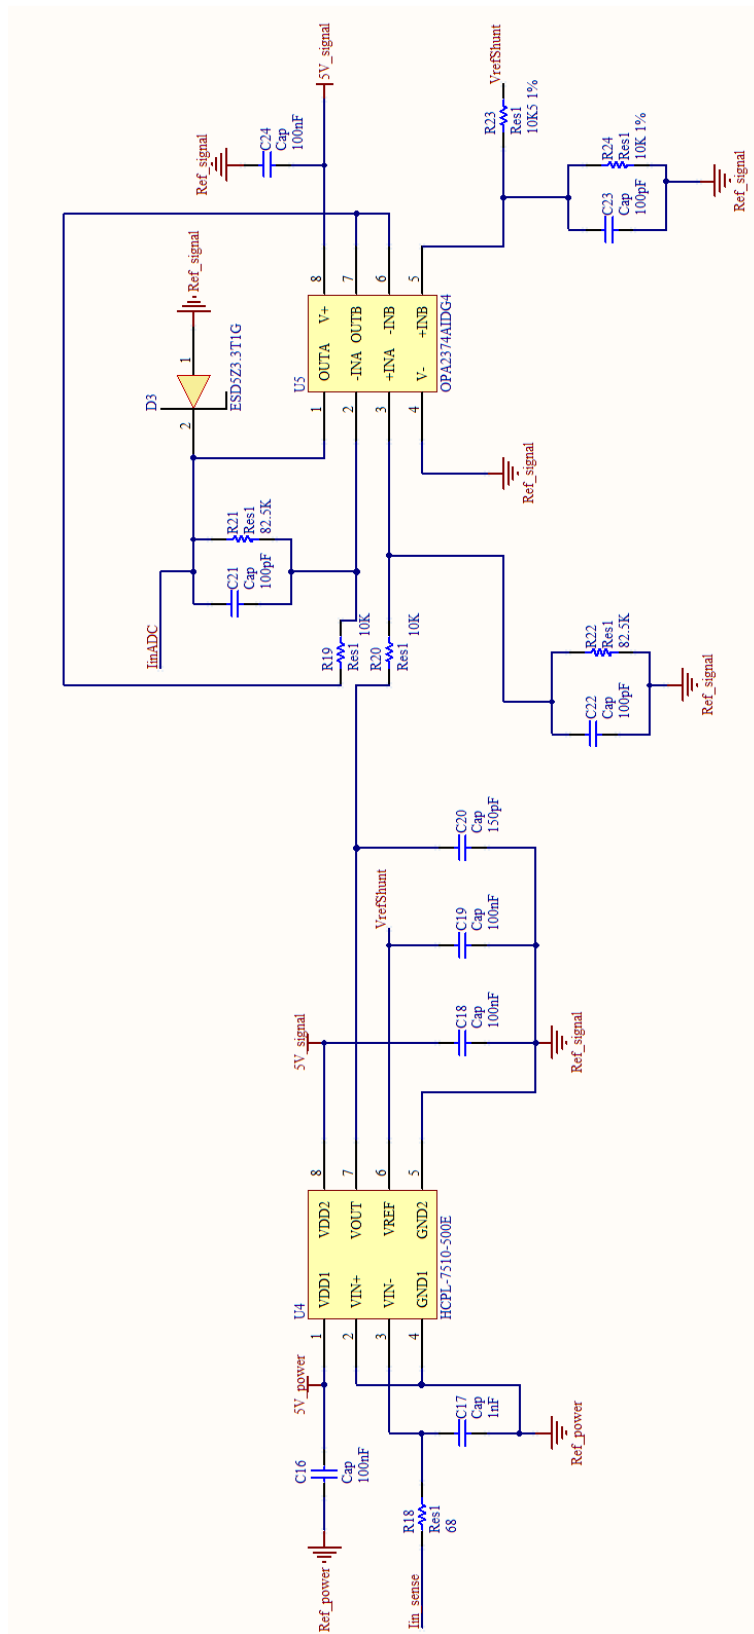 Ref_power
C16
Cap
100nF
5V_power
Iin_sense
R18
Res1
68
C17
Cap
1nF
Ref_power
U4
1
2
3
4
VDD1
VIN+
VIN-
GND1
VDD2
VOUT
VREF
GND2
8
7
6
5
HCPL-7510-500E
5V_signal
C18
Cap
100nF
VrefShunt
C19
Cap
100nF
C20
Cap
150pF
Ref_signal
IinADC
R19
Res1
10K
R20
Res1
10K
C21
Cap
100pF
R21
Res1
82.5K
C22
Cap
100pF
R22
Res1
82.5K
Ref_signal
D3
2
1
ESD5Z3.3T1G
Ref_signal
U5
1
2
3
4
OUTA
-INA
+INA
V-
V+
OUTB
-INB
+INB
8
7
6
5
OPA2374AIDG4
Ref_signal
Ref_signal
C24
Cap
100nF
5V_signal
VrefShunt
R23
Res1
10K5 1%
C23
Cap
100pF
R24
Res1
10K 1%
Ref_signal